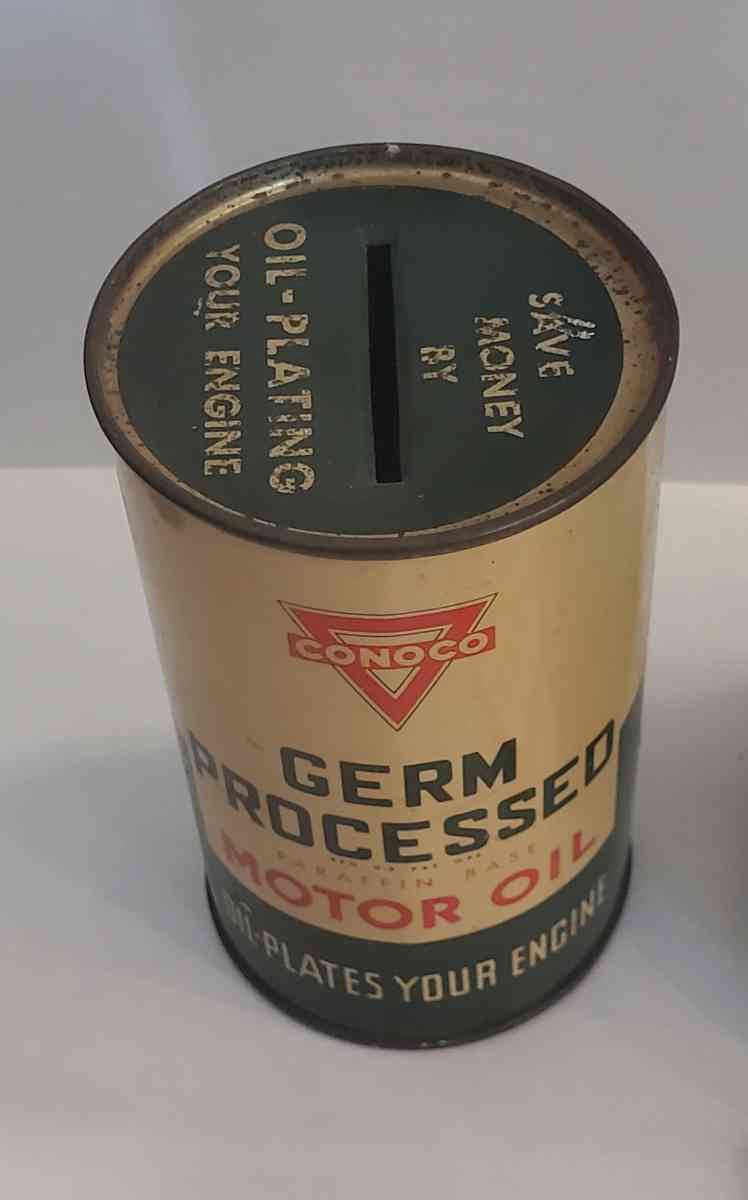 SAVE
MONEY
BY
OIL-PLATING
YOUR ENGINE
CONOCO
GERM
PROCESSED
PARAFFIN BASE
MOTOR OIL
OIL-PLATES YOUR ENGINE